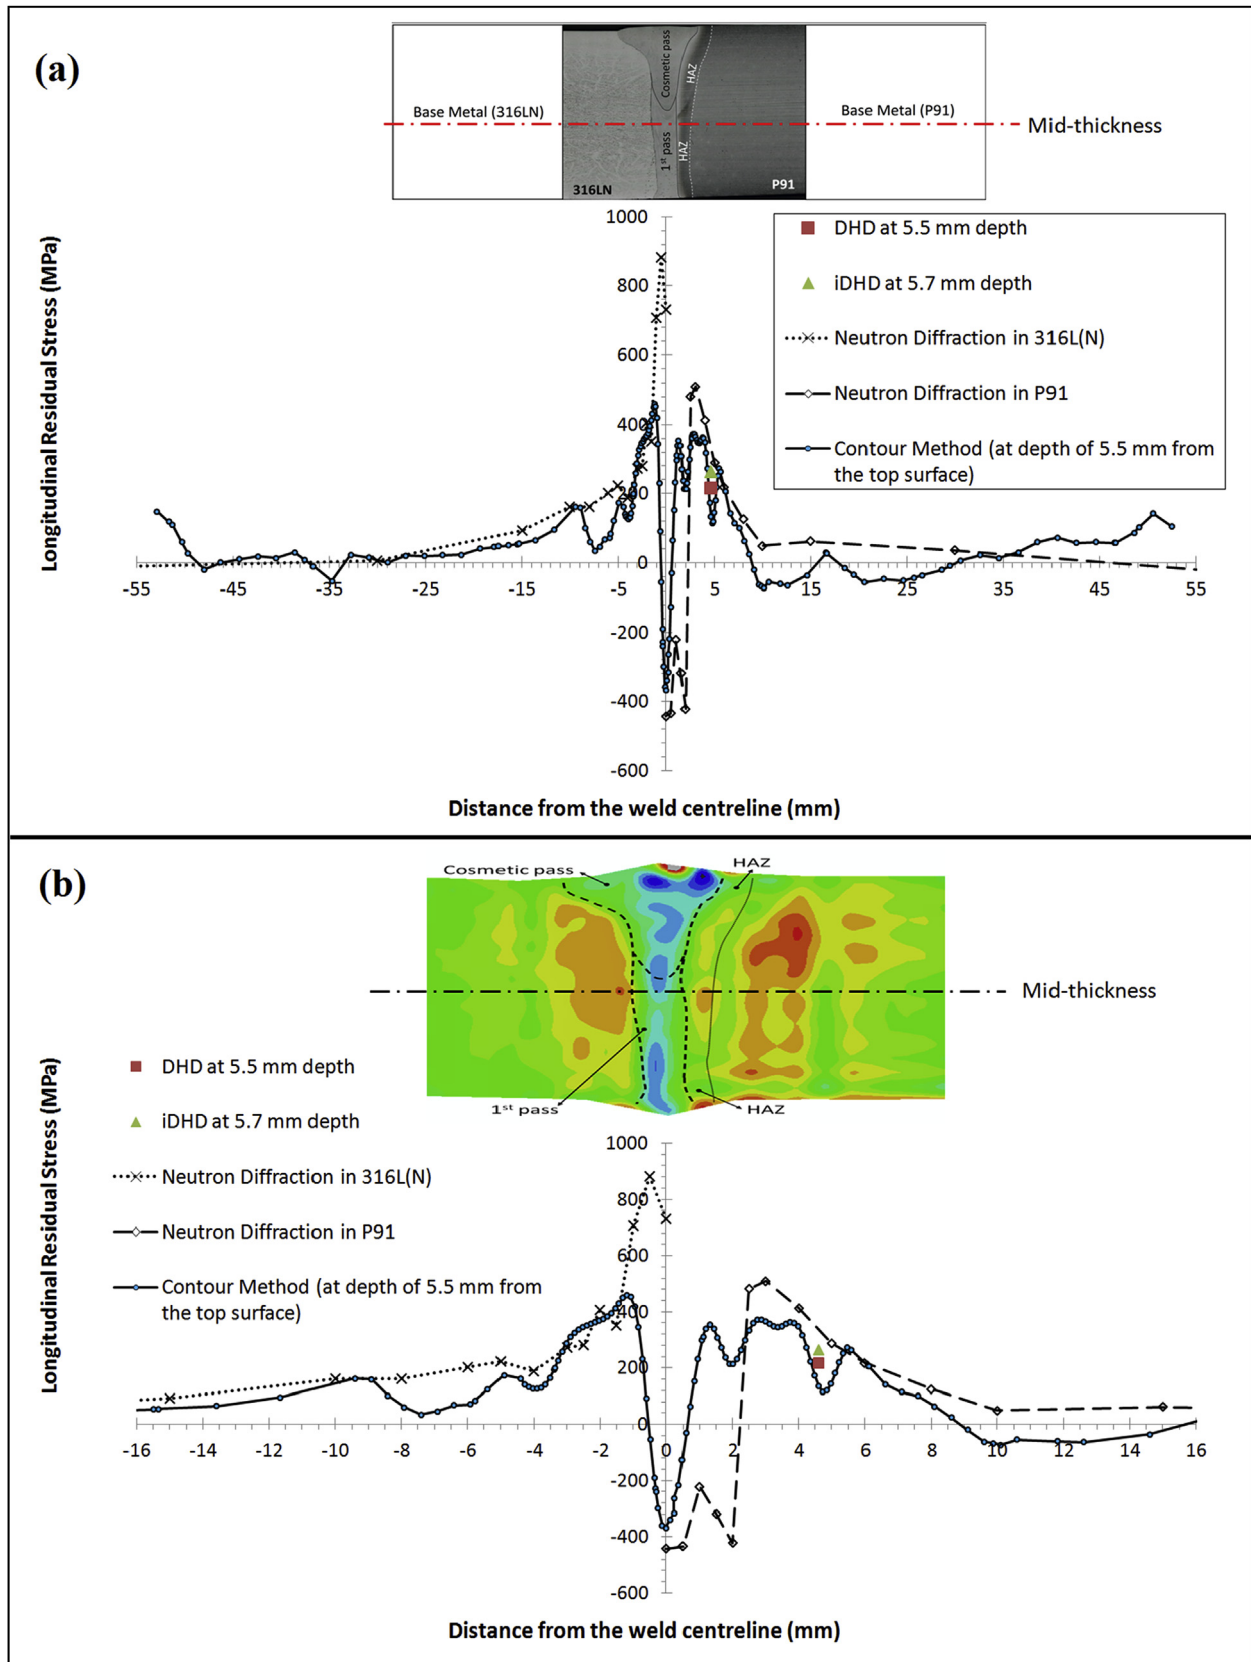 (a)
Cosmetic pass
HAZ
Base Metal (316LN)
Base Metal (P91)
Mid-thickness
1st pass
HAZ
316LN
P91
Longitudinal Residual Stress (MPa)
1000
800
600
400
200
0
-200
-400
-600
DHD at 5.5 mm depth
iDHD at 5.7 mm depth
Neutron Diffraction in 316L(N)
Neutron Diffraction in P91
Contour Method (at depth of 5.5 mm from
the top surface)
-55 -45 -35 -25 -15 -5 5 15 25 35 45 55
Distance from the weld centreline (mm)
(b)
Cosmetic pass
HAZ
Mid-thickness
1st pass
HAZ
Longitudinal Residual Stress (MPa)
DHD at 5.5 mm depth
iDHD at 5.7 mm depth
Neutron Diffraction in 316L(N)
Neutron Diffraction in P91
Contour Method (at depth of 5.5 mm from
the top surface)
1000
800
600
400
200
0
-200
-400
-600
-16 -14 -12 -10 -8 -6 -4 -2 0 2 4 6 8 10 12 14 16
Distance from the weld centreline (mm)